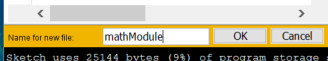 Name for new file: mathModule OK Cancel
Sketch uses 25144 bytes (9%) of program storage